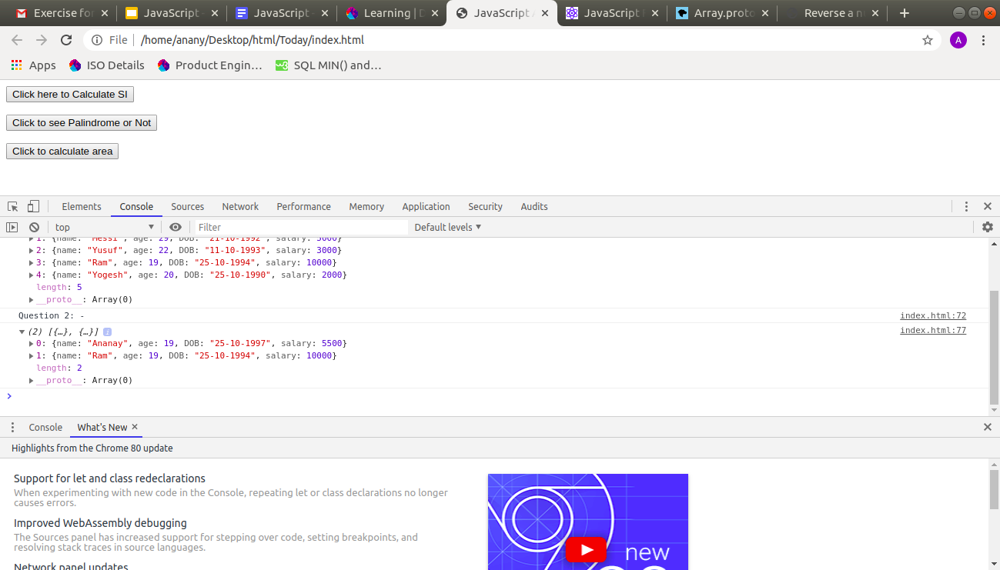 Exercise for JavaScript JavaScript Learning | D JavaScript A JavaScript Array.proto Reverse a nu
File /home/anany/Desktop/html/Today/index.html A
Apps ISO Details Product Engin... SQL MIN() and...
Click here to Calculate SI
Click to see Palindrome or Not
Click to calculate area
Elements Console Sources Network Performance Memory Application Security Audits
top Filter Default levels
1: {name: "Messi", age: 29, DOB: "21-10-1992", salary: 5000}
2: {name: "Yusuf", age: 22, DOB: "11-10-1993", salary: 3000}
3: {name: "Ram", age: 19, DOB: "25-10-1994", salary: 10000}
4: {name: "Yogesh", age: 20, DOB: "25-10-1990", salary: 2000}
length: 5
__proto__: Array(0)
Question 2: - index.html:72
(2) [{…}, {…}] i index.html:77
0: {name: "Ananay", age: 19, DOB: "25-10-1997", salary: 5500}
1: {name: "Ram", age: 19, DOB: "25-10-1994", salary: 10000}
length: 2
__proto__: Array(0)
Console What's New
Highlights from the Chrome 80 update
Support for let and class redeclarations
When experimenting with new code in the Console, repeating let or class declarations no longer
causes errors.
Improved WebAssembly debugging
The Sources panel has increased support for stepping over code, setting breakpoints, and
resolving stack traces in source languages.
Network panel updates
new